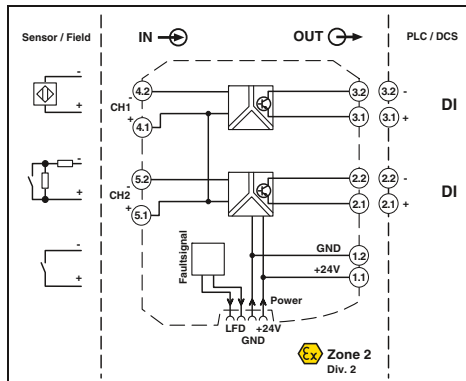 Sensor / Field
IN
OUT
PLC / DCS
-
+
4.2
-
CH1
+
4.1
3.2
3.1
3.2 -
3.1 +
DI
-
+
5.2
-
CH2
+
5.1
2.2
2.1
2.2 -
2.1 +
DI
-
+
Faultsignal
GND
1.2
+24V
1.1
Power
LFD +24V
GND
Ex Zone 2
Div. 2